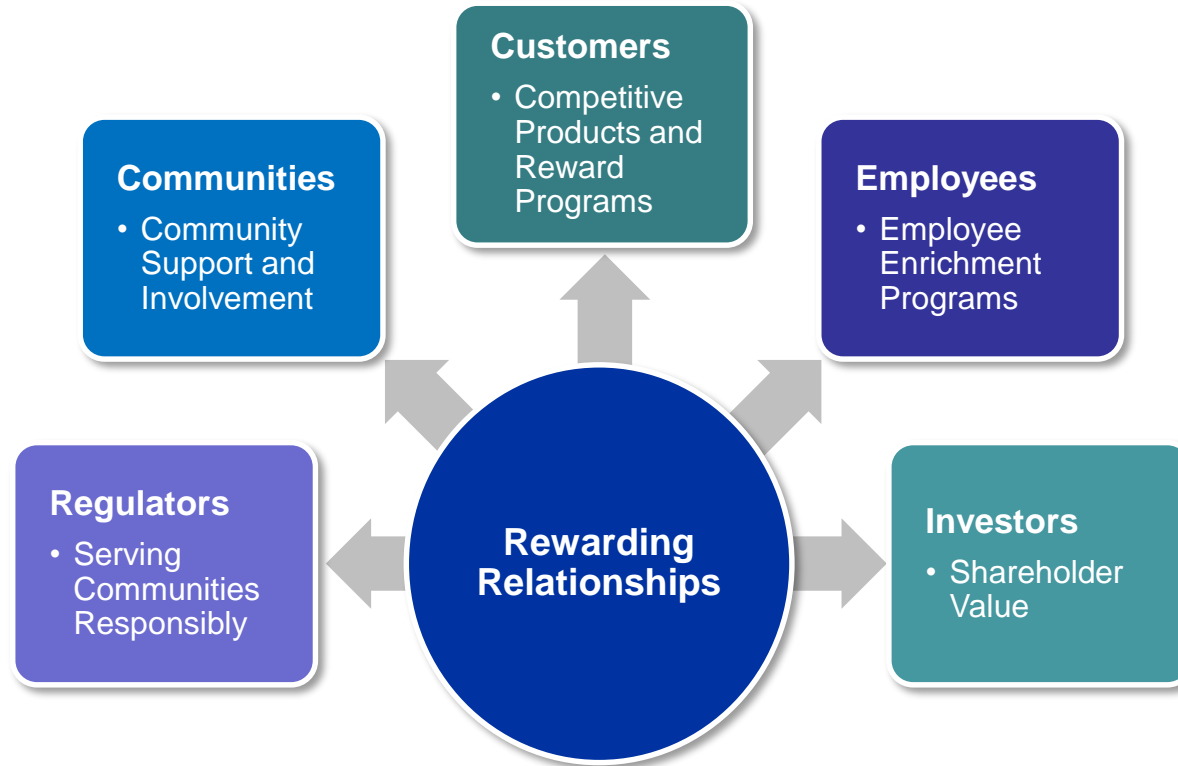 Customers
• Competitive
Products and
Reward
Programs
Communities
• Community
Support and
Involvement
Employees
• Employee
Enrichment
Programs
Regulators
• Serving
Communities
Responsibly
Rewarding
Relationships
Investors
• Shareholder
Value